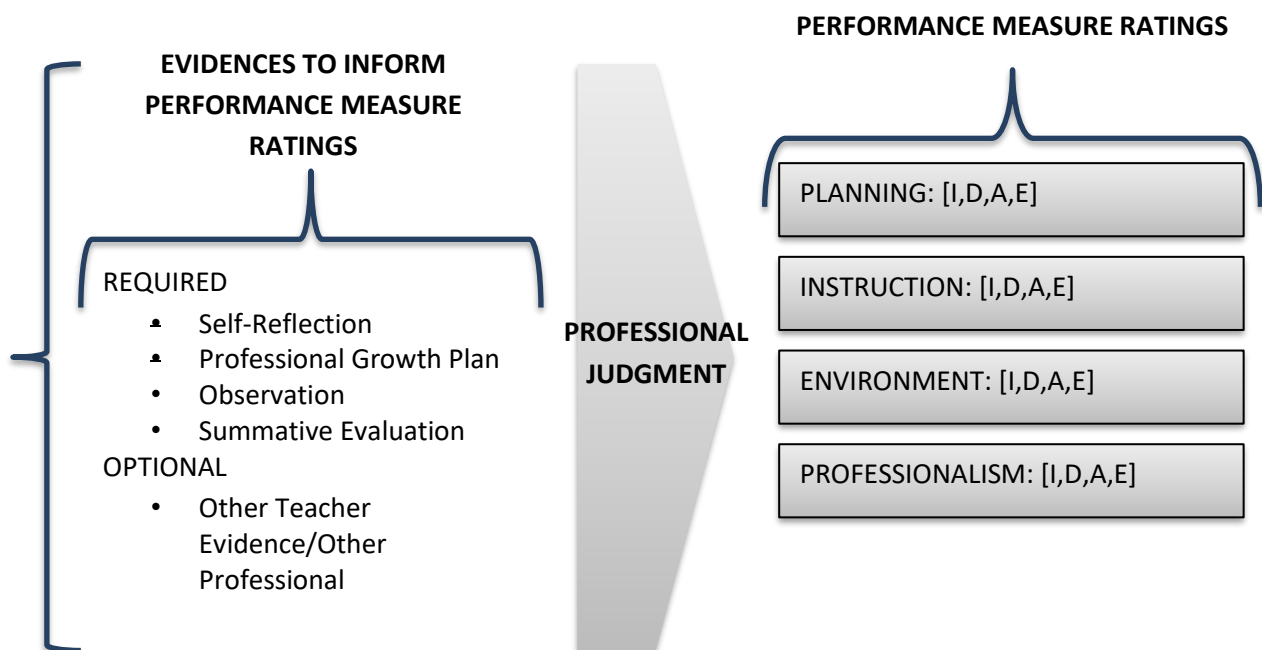 EVIDENCES TO INFORM
PERFORMANCE MEASURE
RATINGS
REQUIRED
• Self-Reflection
• Professional Growth Plan
• Observation
• Summative Evaluation
OPTIONAL
• Other Teacher
Evidence/Other
Professional
PROFESSIONAL
JUDGMENT
PERFORMANCE MEASURE RATINGS
PLANNING: [I,D,A,E]
INSTRUCTION: [I,D,A,E]
ENVIRONMENT: [I,D,A,E]
PROFESSIONALISM: [I,D,A,E]